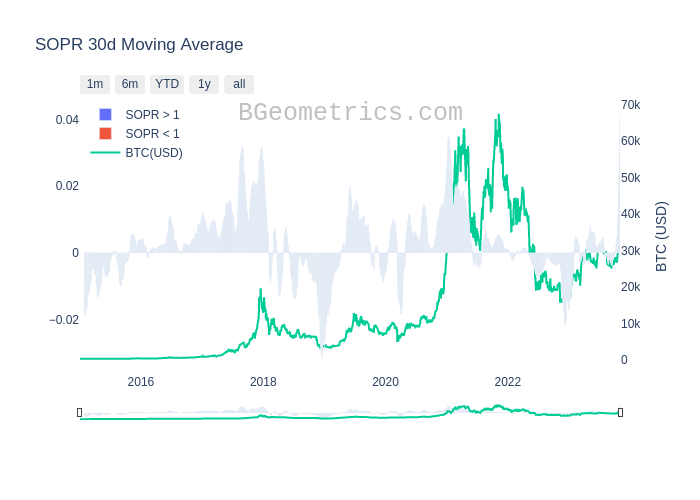 SOPR 30d Moving Average
1m 6m YTD 1y all
BGeometrics.com
SOPR > 1
SOPR < 1
BTC(USD)
0.04
0.02
0
−0.02
70k
60k
50k
40k
30k
20k
10k
0
BTC (USD)
2016 2018 2020 2022